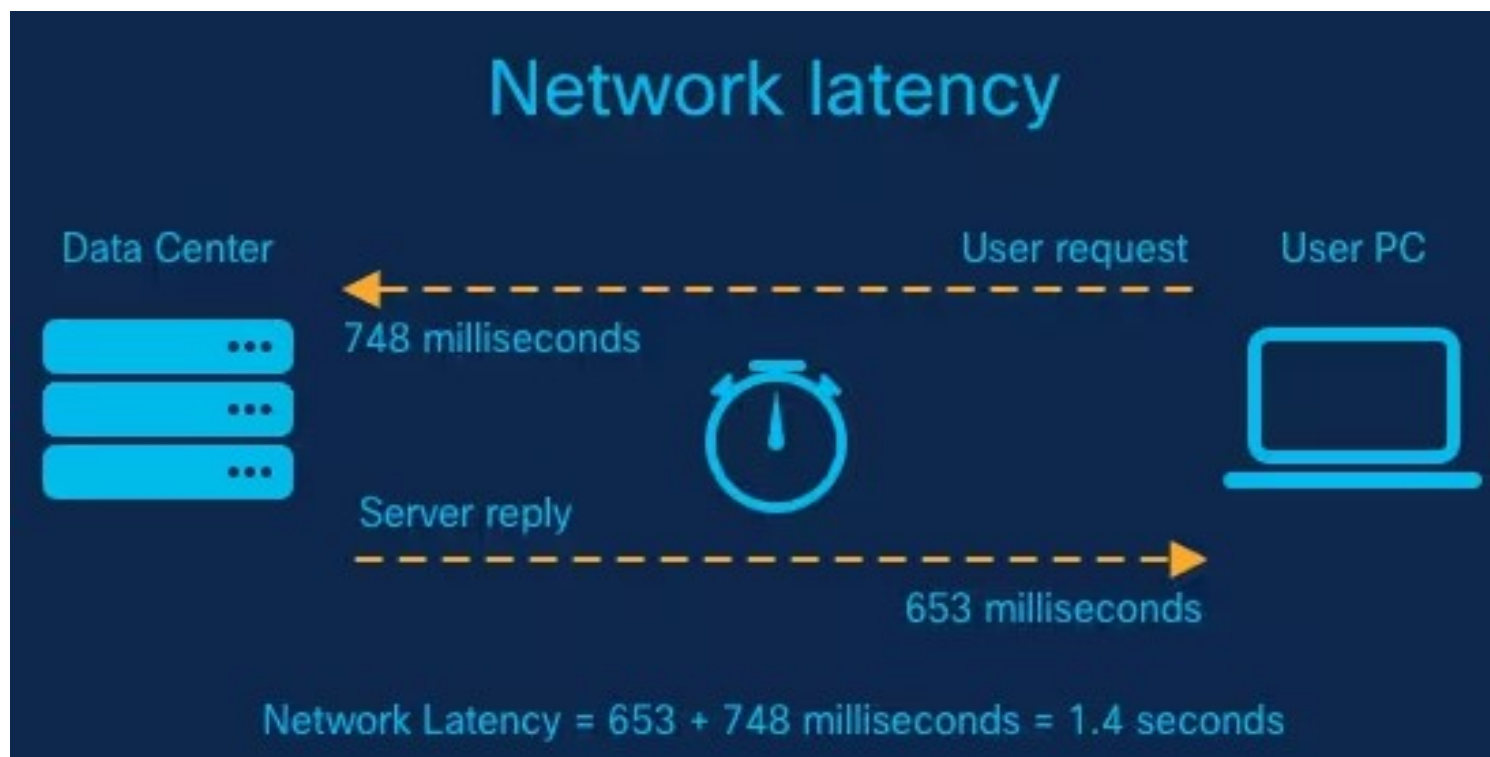 Network latency
Data Center
User request
User PC
748 milliseconds
Server reply
653 milliseconds
Network Latency = 653 + 748 milliseconds = 1.4 seconds